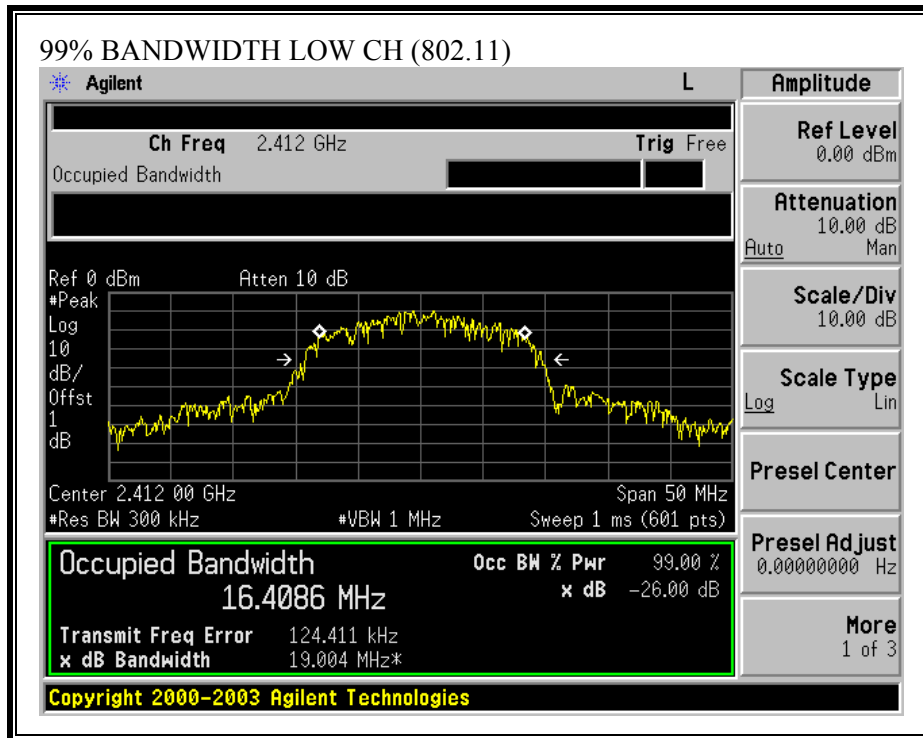 99% BANDWIDTH LOW CH (802.11)
Agilent L
Ch Freq 2.412 GHz Trig Free
Occupied Bandwidth
Ref 0 dBm Atten 10 dB
#Peak
Log
10
dB/
Offst
1
dB
Center 2.412 00 GHz Span 50 MHz
#Res BW 300 kHz #VBW 1 MHz Sweep 1 ms (601 pts)
Occupied Bandwidth
16.4086 MHz
Occ BW % Pwr 99.00 %
x dB -26.00 dB
Transmit Freq Error 124.411 kHz
x dB Bandwidth 19.004 MHz*
Copyright 2000-2003 Agilent Technologies
Amplitude
Ref Level
0.00 dBm
Attenuation
10.00 dB
Auto Man
Scale/Div
10.00 dB
Scale Type
Log Lin
Presel Center
Presel Adjust
0.00000000 Hz
More
1 of 3